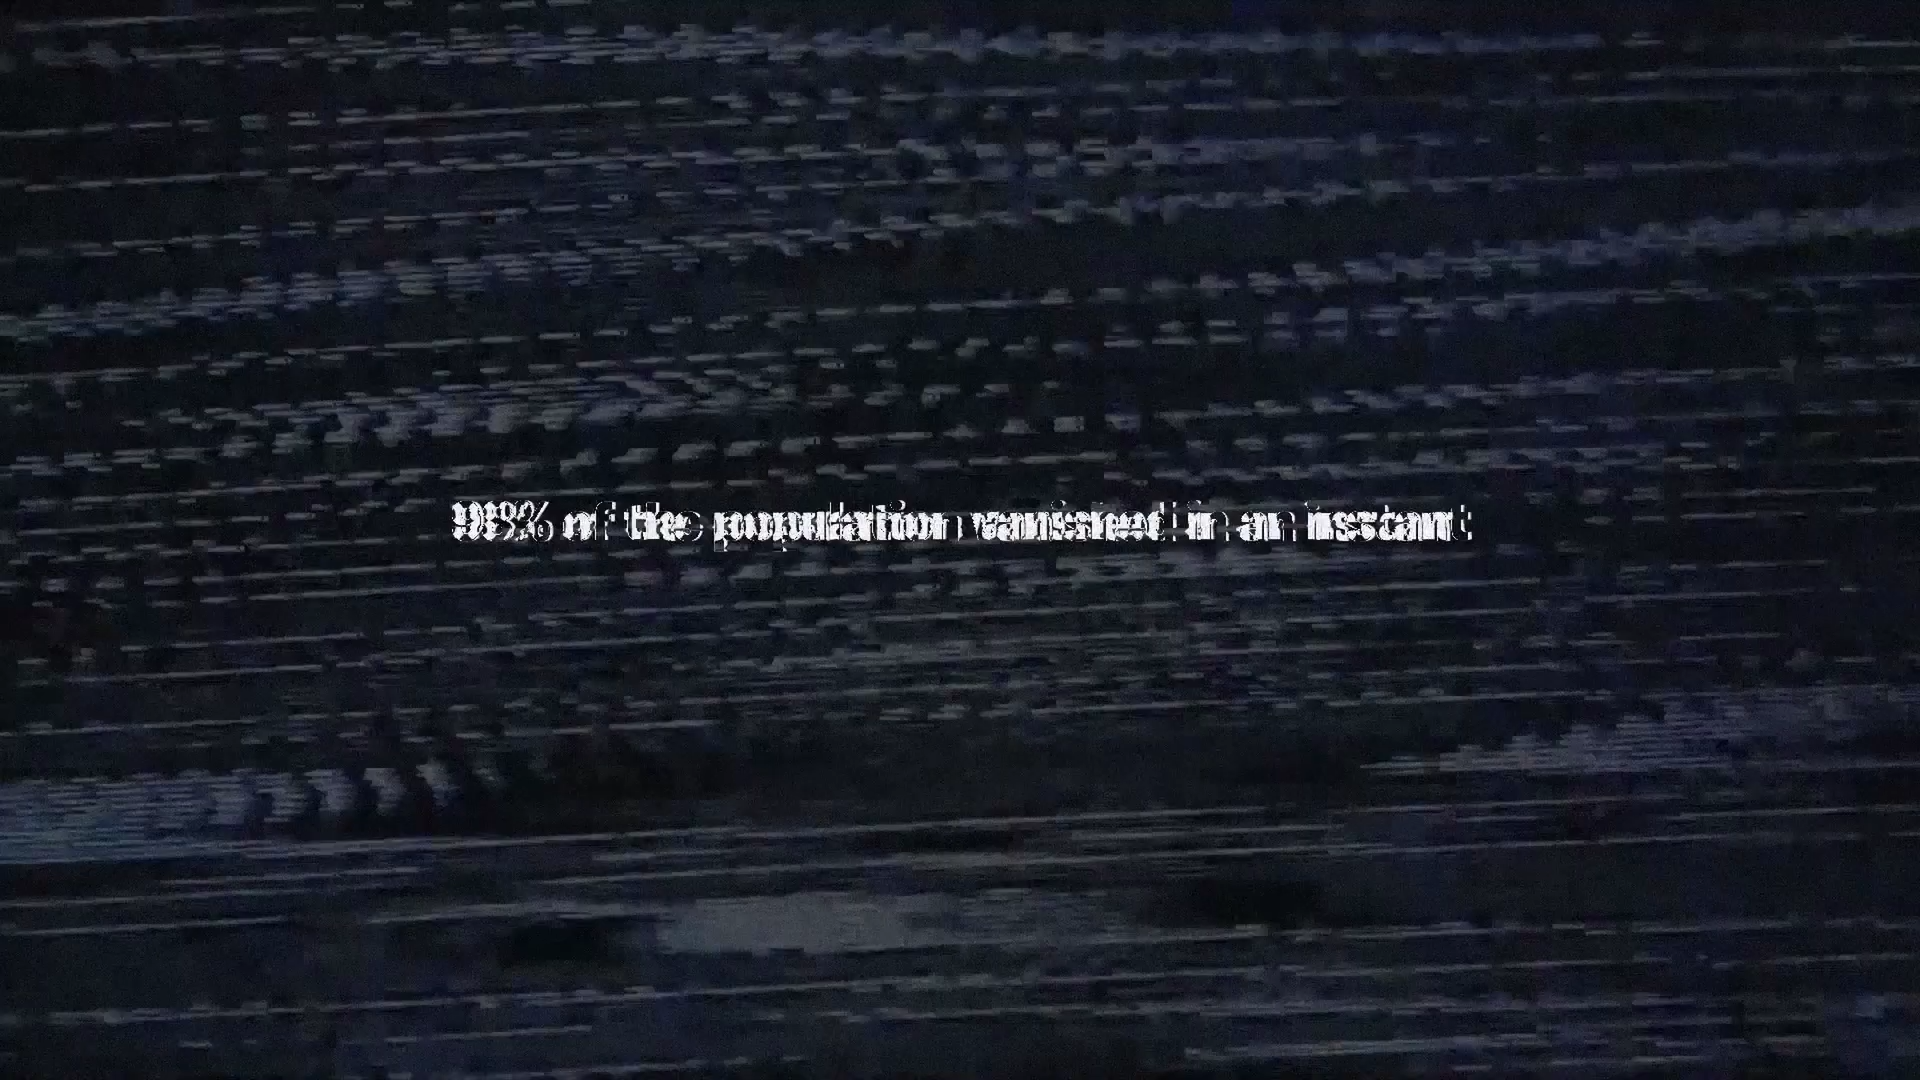 of the population vanished in an instant